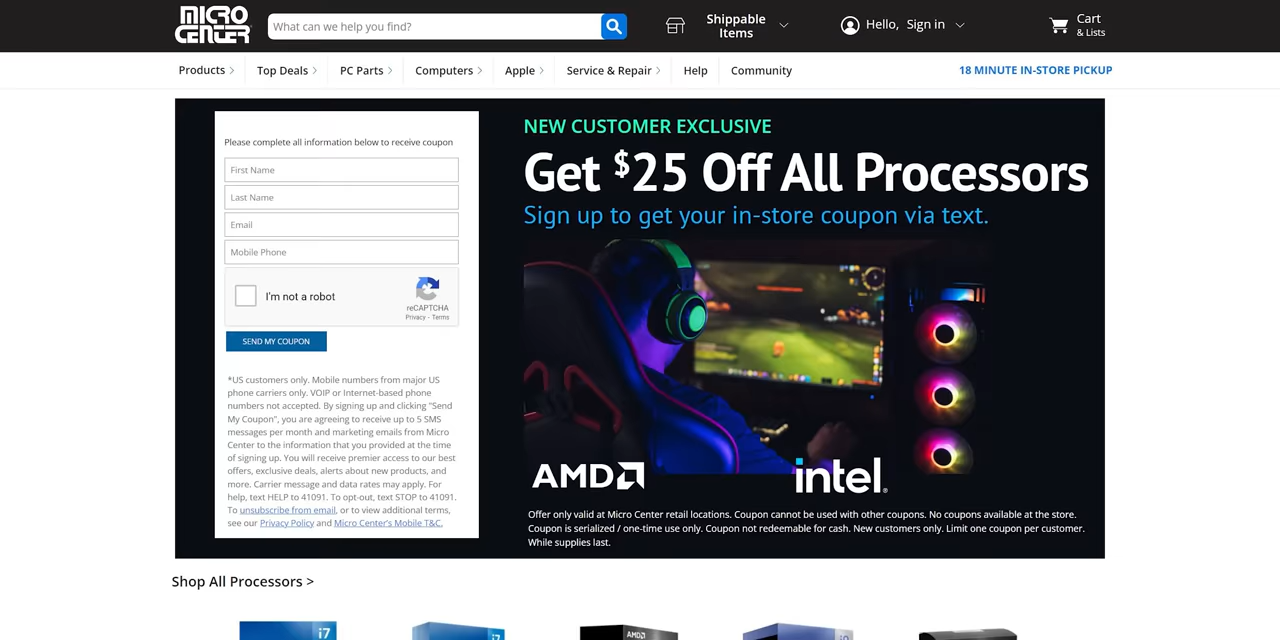 MICRO CENTER
What can we help you find?
Shippable Items
Hello, Sign in
Cart
& Lists
Products
Top Deals
PC Parts
Computers
Apple
Service & Repair
Help
Community
18 MINUTE IN-STORE PICKUP
Please complete all information below to receive coupon
First Name
Last Name
Email
Mobile Phone
I'm not a robot
reCAPTCHA
Privacy - Terms
SEND MY COUPON
*US customers only. Mobile numbers from major US
phone carriers only. VOIP or Internet-based phone
numbers not accepted. By signing up and clicking "Send
My Coupon", you are agreeing to receive up to 5 SMS
messages per month and marketing emails from Micro
Center to the information that you provided at the time
of signing up. You will receive premier access to our best
offers, exclusive deals, alerts about new products, and
more. Carrier message and data rates may apply. For
help, text HELP to 41091. To opt-out, text STOP to 41091.
To unsubscribe from email, or to view additional terms,
see our Privacy Policy and Micro Center's Mobile T&C.
NEW CUSTOMER EXCLUSIVE
Get $25 Off All Processors
Sign up to get your in-store coupon via text.
AMD
intel.
Offer only valid at Micro Center retail locations. Coupon cannot be used with other coupons. No coupons available at the store.
Coupon is serialized / one-time use only. Coupon not redeemable for cash. New customers only. Limit one coupon per customer.
While supplies last.
Shop All Processors >
i7
i7
AMD
i9